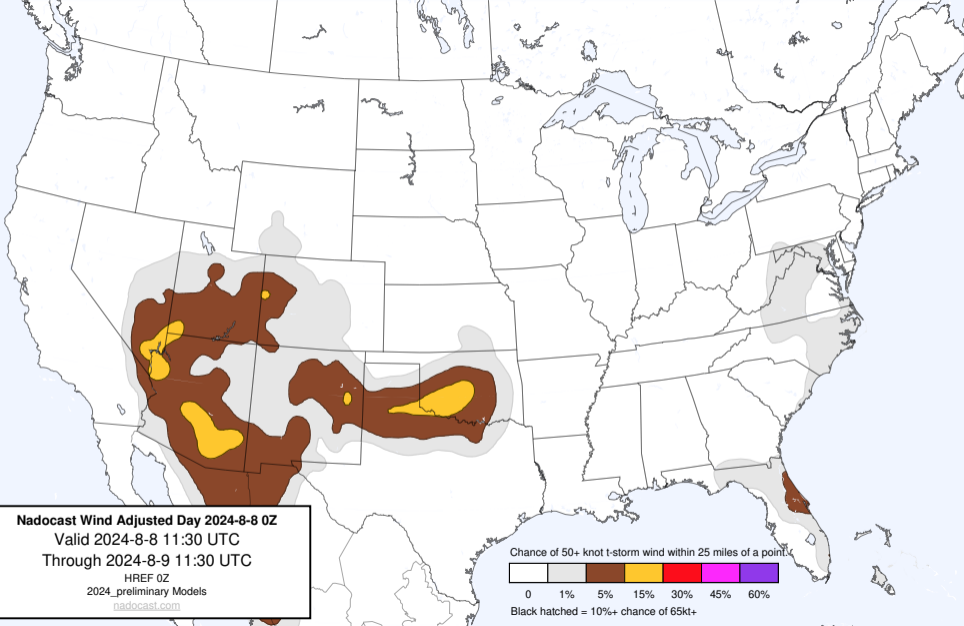 Nadocast Wind Adjusted Day 2024-8-8 0Z
Valid 2024-8-8 11:30 UTC
Through 2024-8-9 11:30 UTC
HREF 0Z
2024_preliminary Models
nadocast.com
Chance of 50+ knot t-storm wind within 25 miles of a point.
0 1% 5% 15% 30% 45% 60%
Black hatched = 10%+ chance of 65kt+